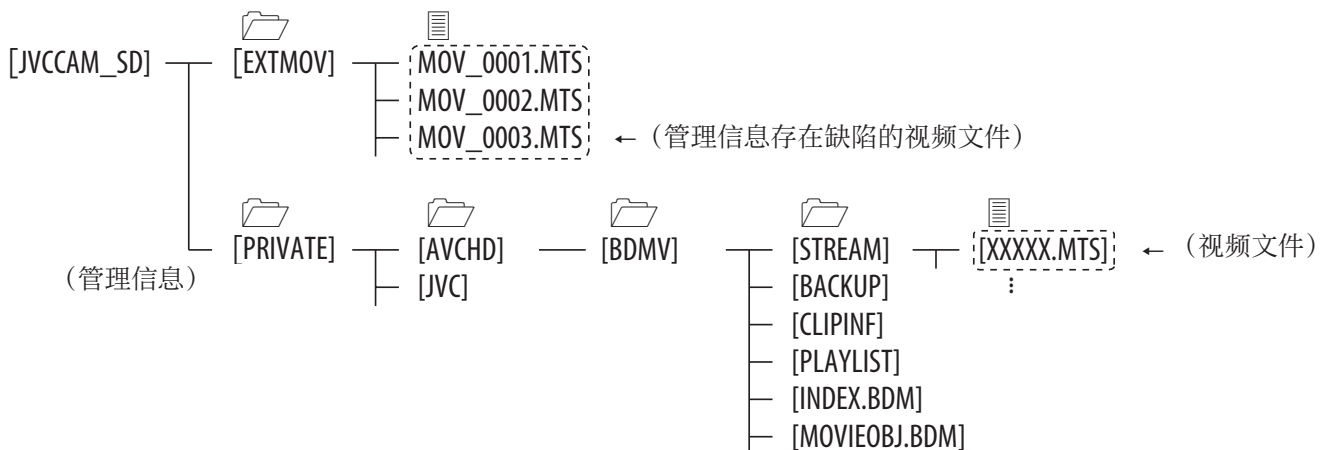 [JVCCAM_SD] [EXTMOV] MOV_0001.MTS
MOV_0002.MTS
MOV_0003.MTS ←（管理信息存在缺陷的视频文件）
[PRIVATE] [AVCHD] [BDMV] [STREAM] [XXXXX.MTS] ←（视频文件）
（管理信息） [JVC] [BACKUP]
[CLIPINF]
[PLAYLIST]
[INDEX.BDM]
[MOVIEOBJ.BDM]